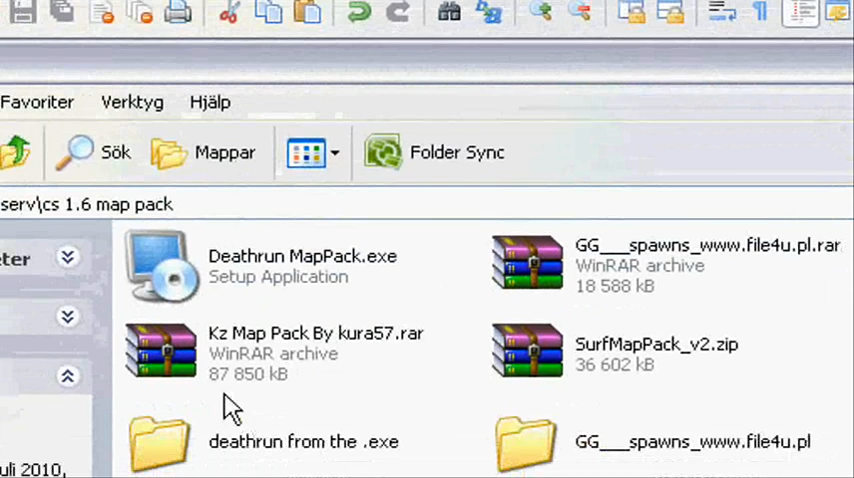 Favoriter Verktyg Hjälp
Sök Mappar Folder Sync
serv\cs 1.6 map pack
eter
Deathrun MapPack.exe
Setup Application
GG___spawns_www.file4u.pl.rar
WinRAR archive
18 588 kB
Kz Map Pack By kura57.rar
WinRAR archive
87 850 kB
SurfMapPack_v2.zip
36 602 kB
deathrun from the .exe
GG___spawns_www.file4u.pl
uli 2010,